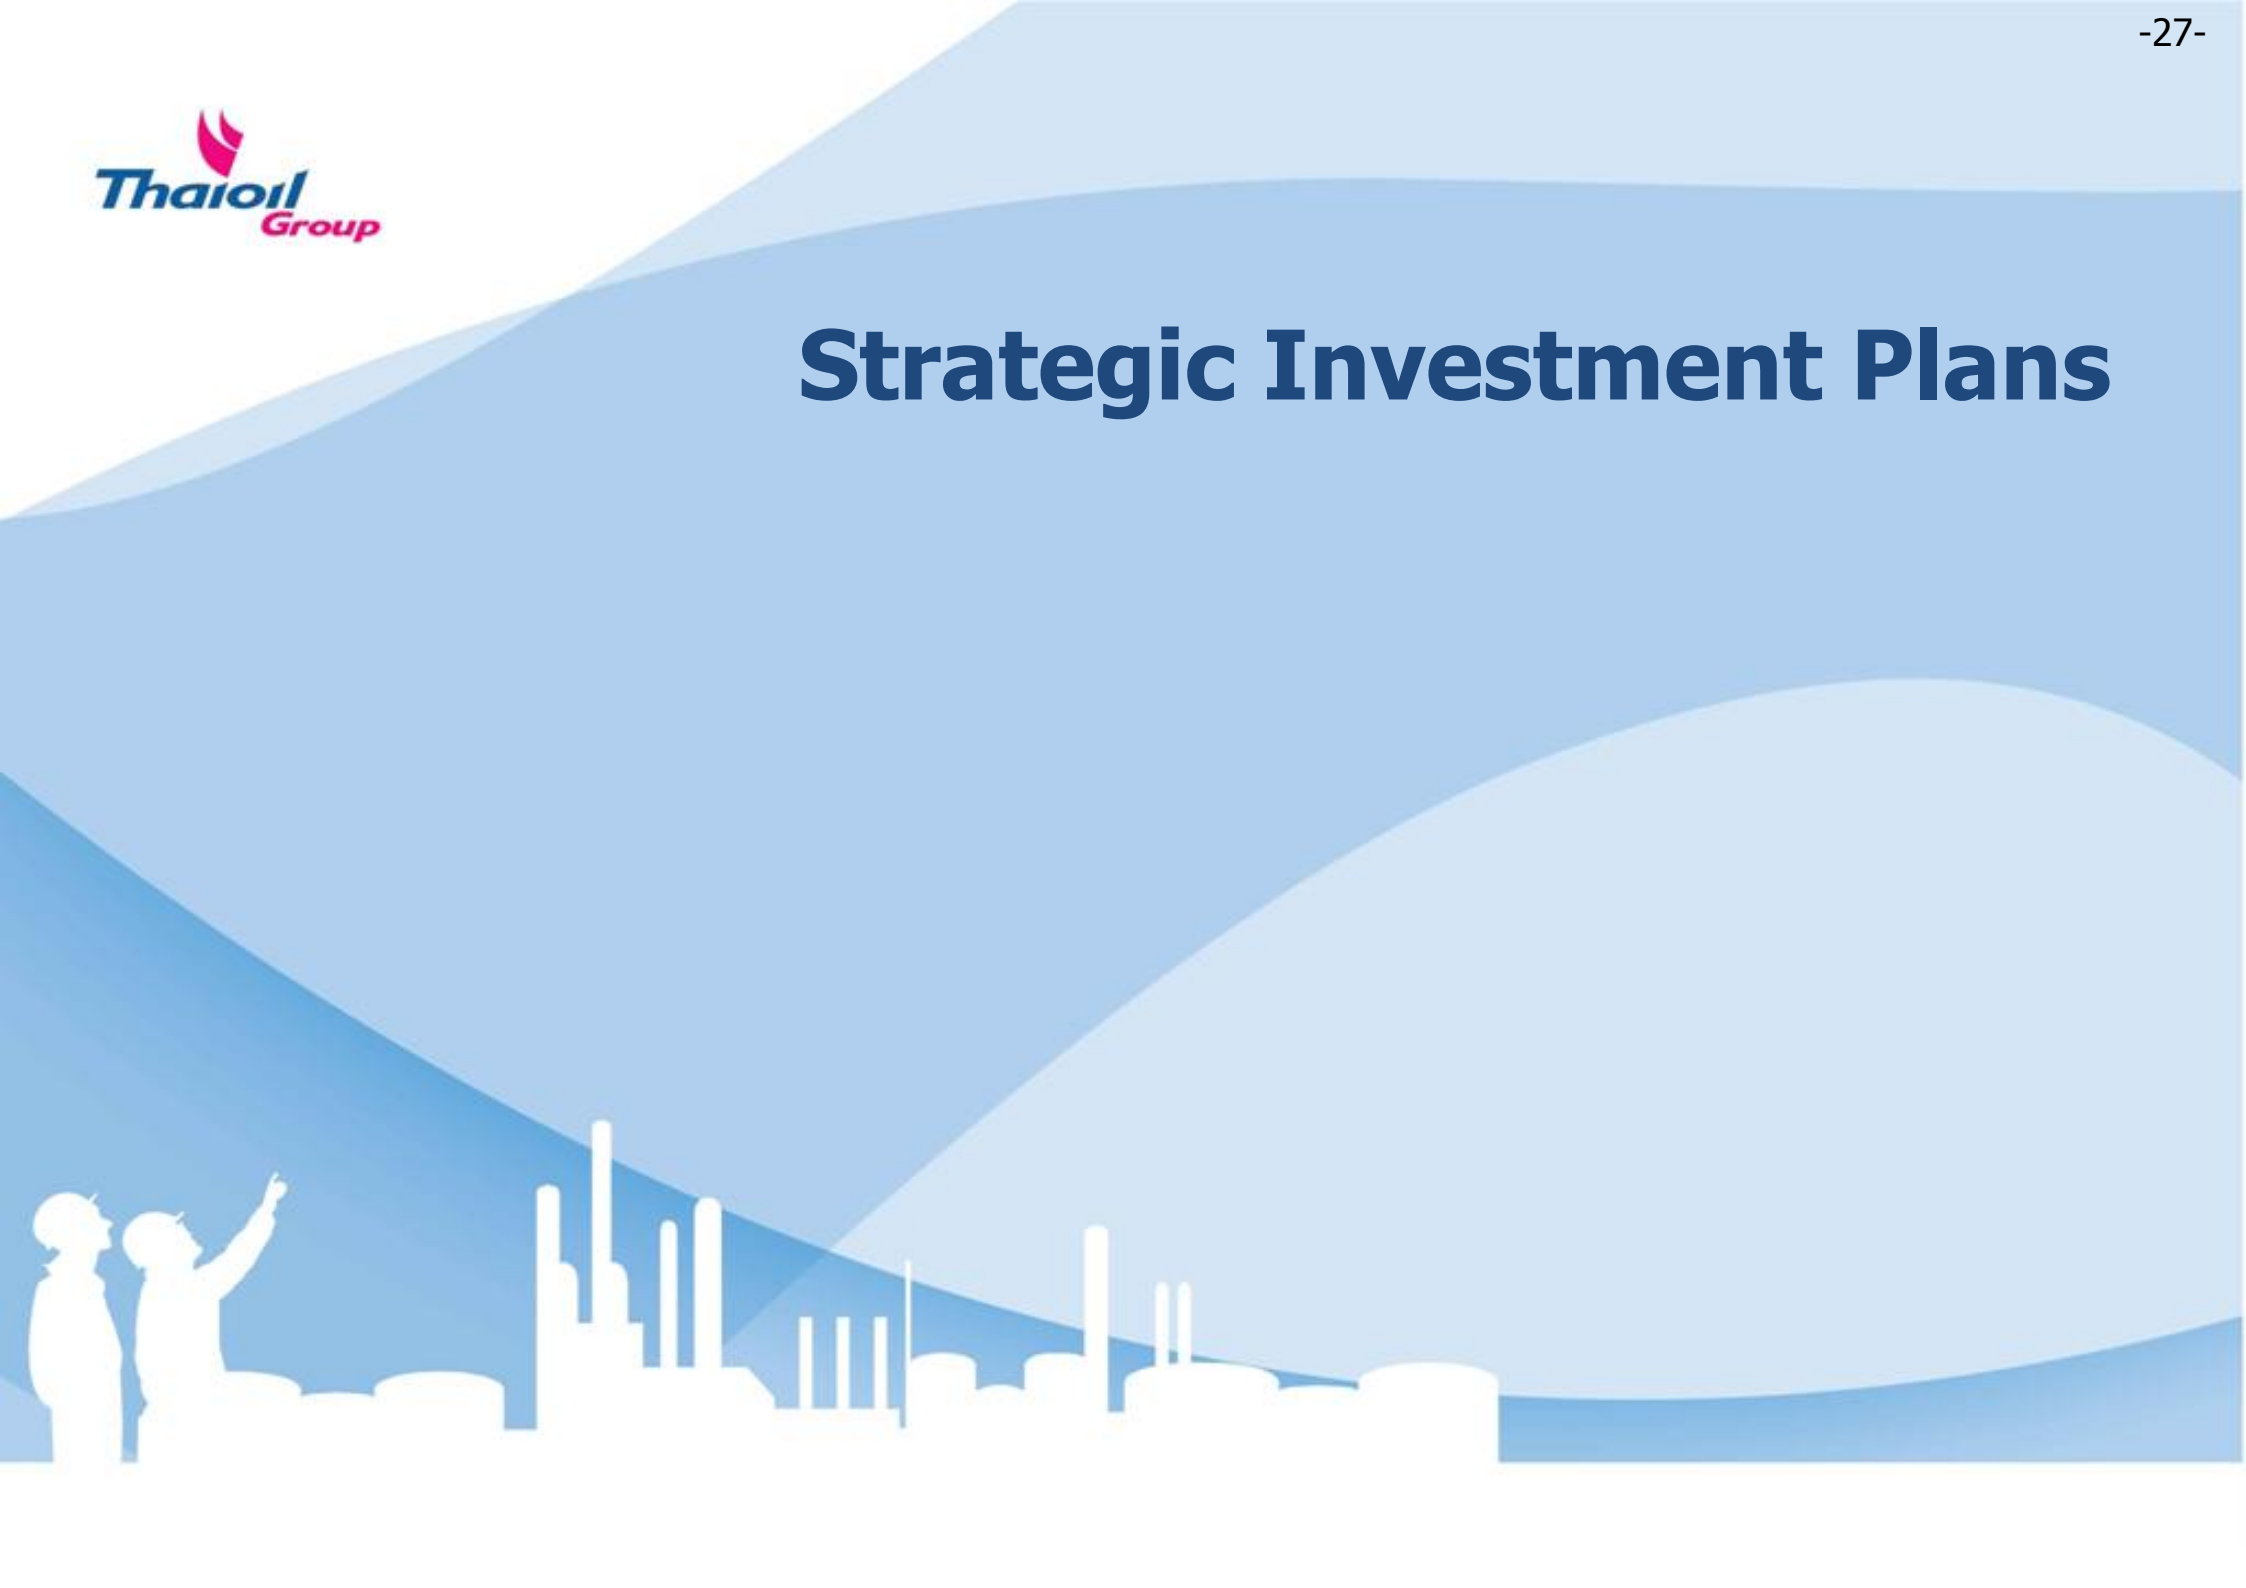 -27-
Thaioil
Group
Strategic Investment Plans